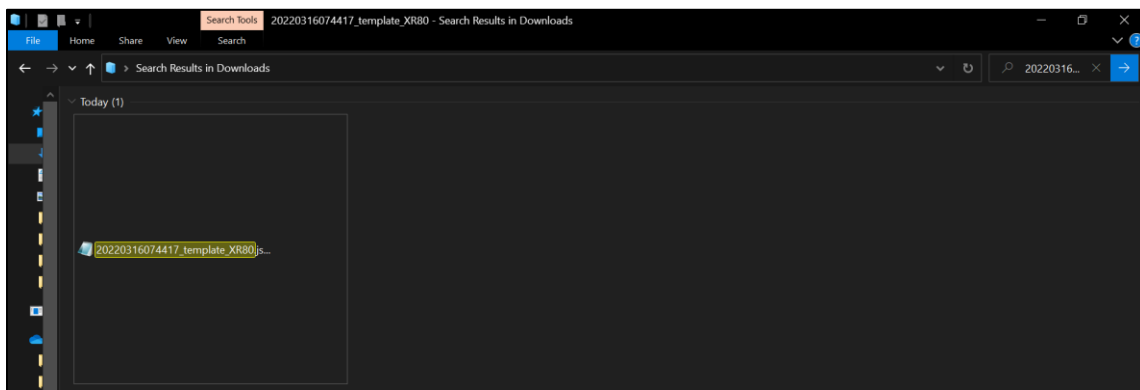 Search Tools 20220316074417_template_XR80 - Search Results in Downloads
File Home Share View Search
Search Results in Downloads 20220316...
Today (1)
20220316074417_template_XR80.js...